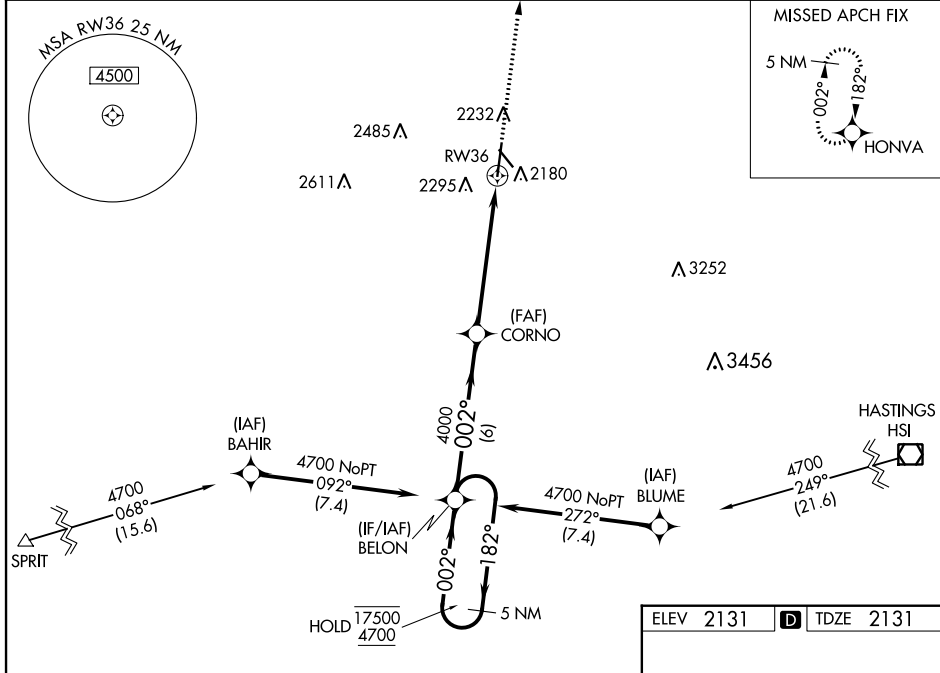 MSA RW36 25 NM
4500
MISSED APCH FIX
5 NM
002°
182°
HONVA
2485
2232
RW36
2611
2295
2180
3252
(FAF)
CORNO
3456
4000
002°
(6)
HASTINGS
HSI
(IAF)
BAHIR
4700 NoPT
092°
(7.4)
4700
068°
(15.6)
SPRIT
(IF/IAF)
BELON
4700 NoPT
272°
(7.4)
(IAF)
BLUME
4700
249°
(21.6)
002°
182°
HOLD 17500
4700
5 NM
ELEV 2131 D TDZE 2131